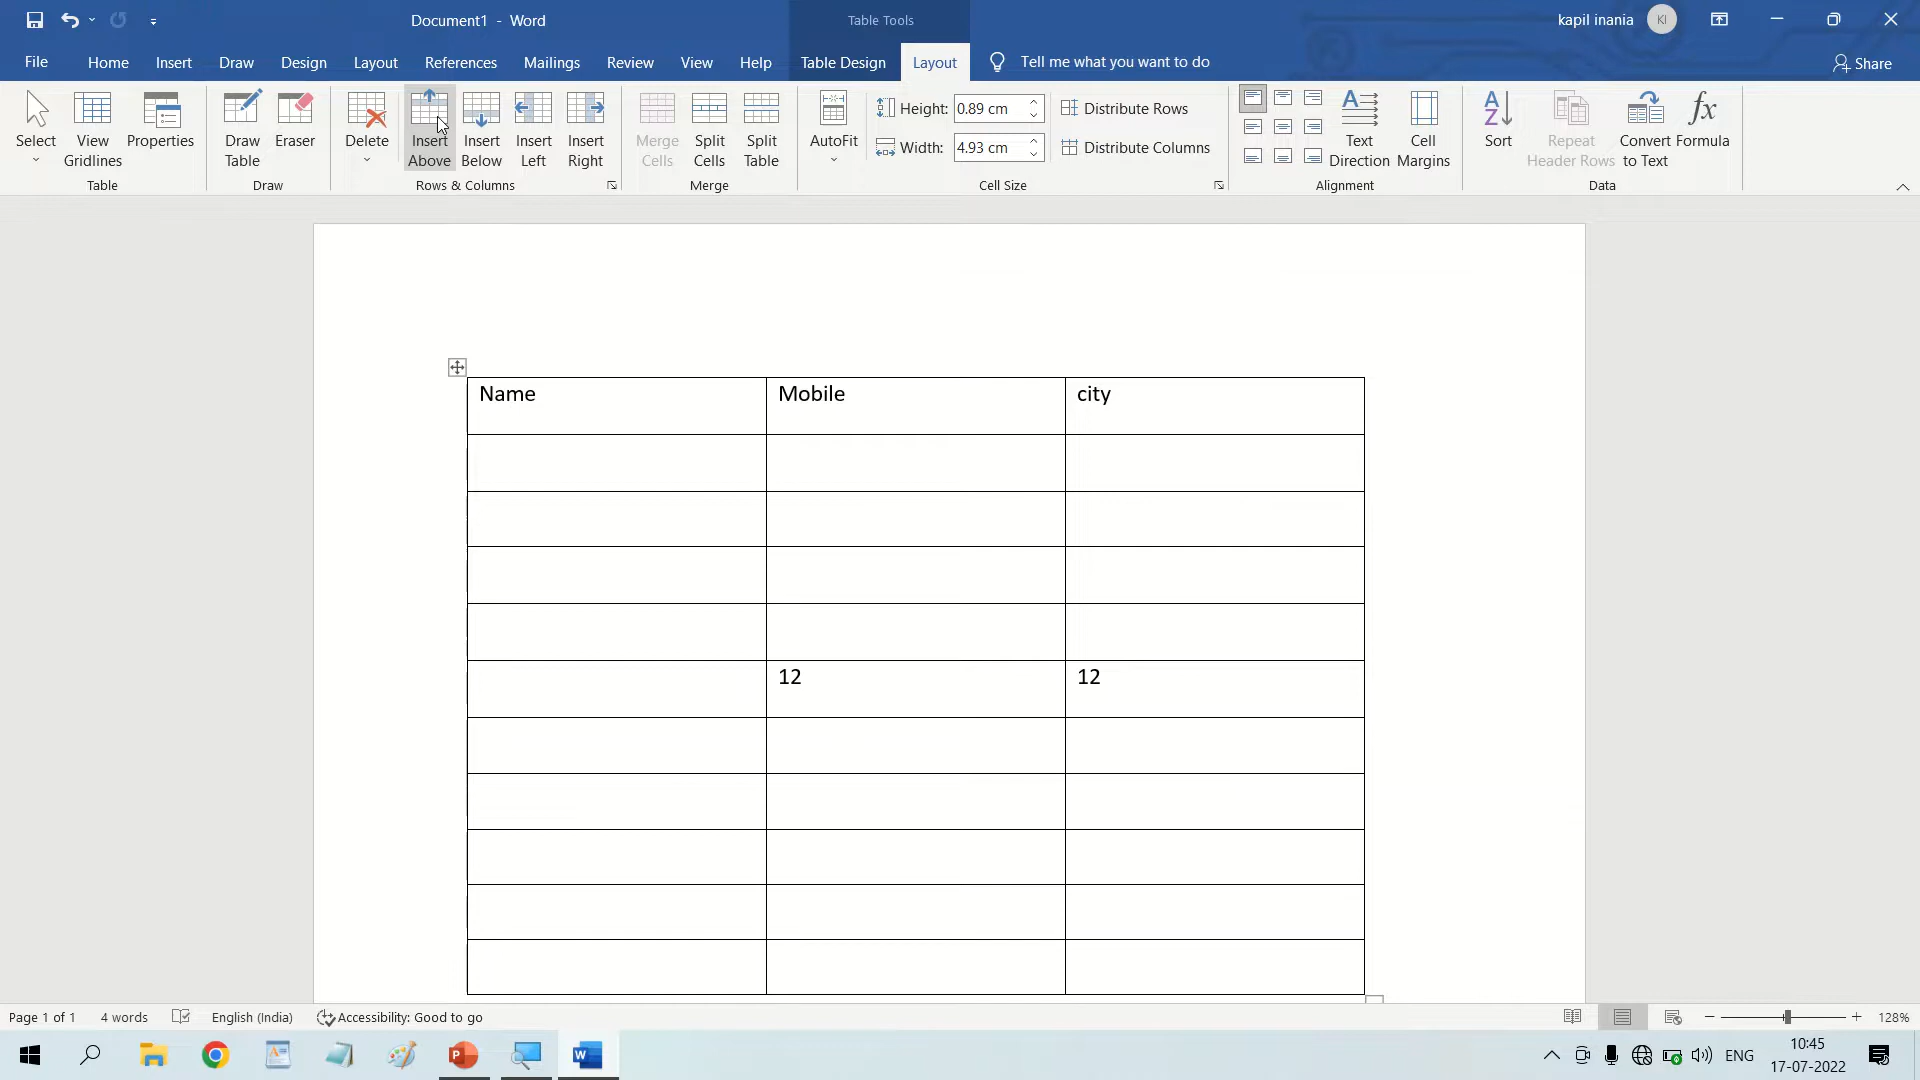 Document1 - Word
Table Tools
kapil inania
KI
File Home Insert Draw Design Layout References Mailings Review View Help Table Design Layout Tell me what you want to do Share
Select
View Gridlines
Properties
Table
Draw Table
Eraser
Draw
Delete
Insert Above
Insert Below
Insert Left
Insert Right
Rows & Columns
Merge Cells
Split Cells
Split Table
Merge
AutoFit
Height: 0.89 cm
Width: 4.93 cm
Distribute Rows
Distribute Columns
Cell Size
Text Direction
Cell Margins
Alignment
A Z
Sort
Repeat Header Rows
Convert to Text
fx
Formula
Data
Name Mobile city
12 12
Page 1 of 1 4 words English (India) Accessibility: Good to go 128%
ENG
10:45
17-07-2022